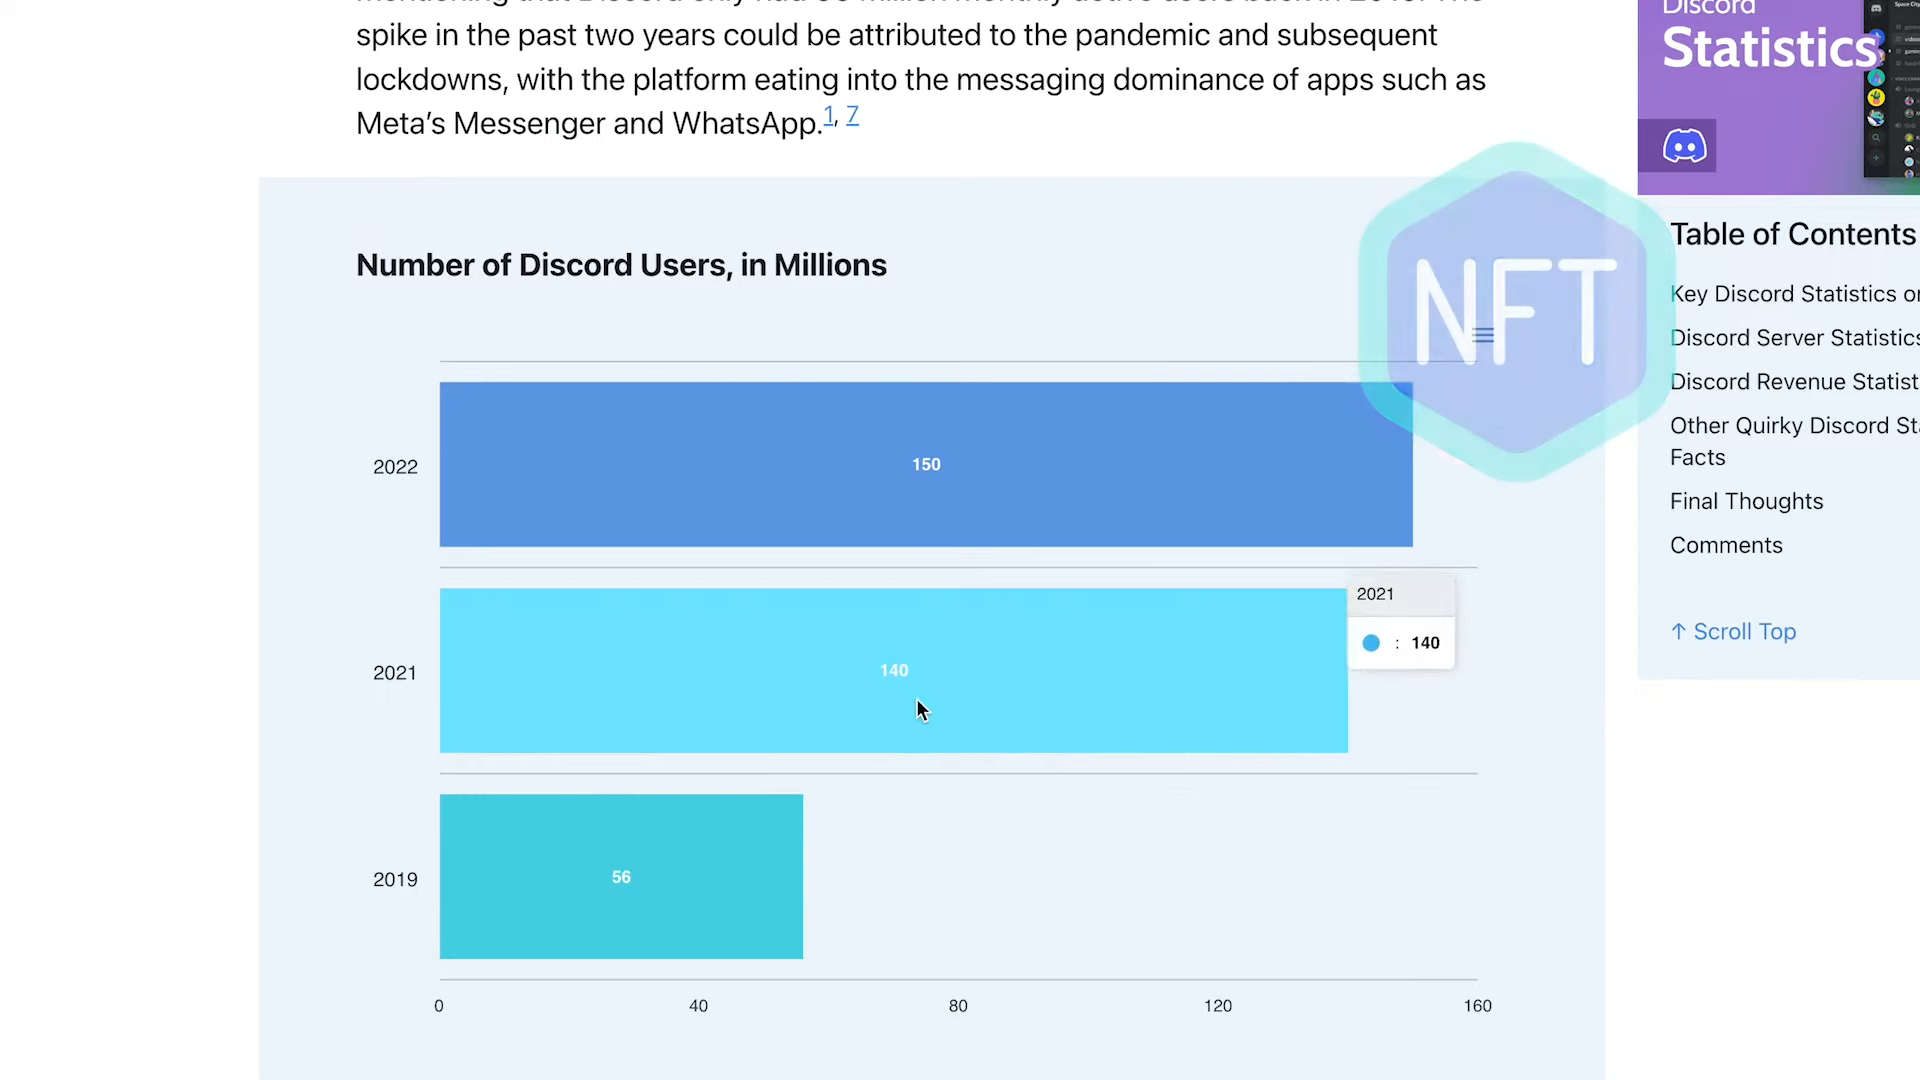 spike in the past two years could be attributed to the pandemic and subsequent
lockdowns, with the platform eating into the messaging dominance of apps such as
Meta’s Messenger and WhatsApp.1, 7
Number of Discord Users, in Millions
2022
150
2021
140
2021
: 140
2019
56
0 40 80 120 160
NFT
Discord
Statistics
Table of Contents
Key Discord Statistics
Discord Server Statistics
Discord Revenue
Other Quirky Discord
Facts
Final Thoughts
Comments
↑ Scroll Top